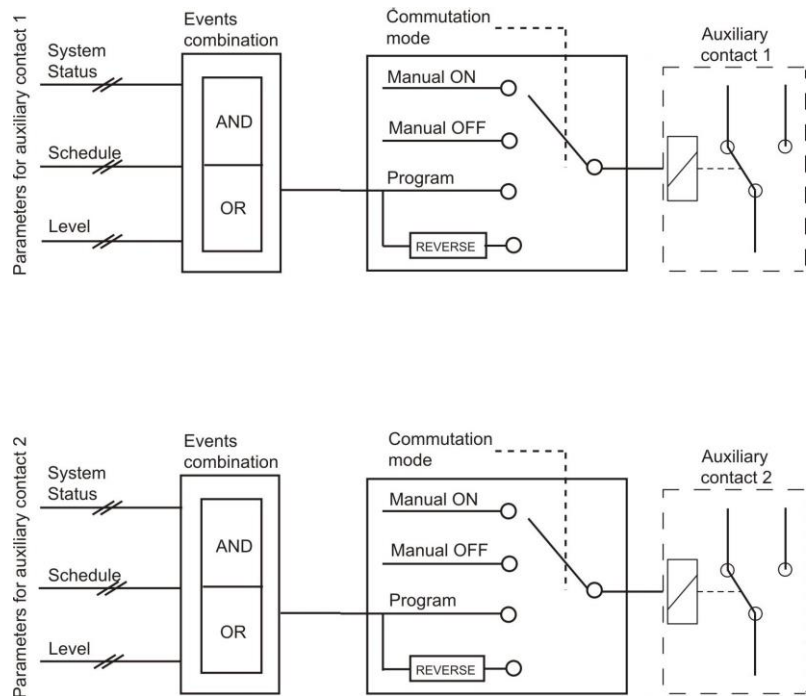 Parameters for auxiliary contact 1
System
Status
Schedule
Level
Events
combination
AND
OR
Commutation
mode
Manual ON
Manual OFF
Program
REVERSE
Auxiliary
contact 1
Parameters for auxiliary contact 2
System
Status
Schedule
Level
Events
combination
AND
OR
Commutation
mode
Manual ON
Manual OFF
Program
REVERSE
Auxiliary
contact 2